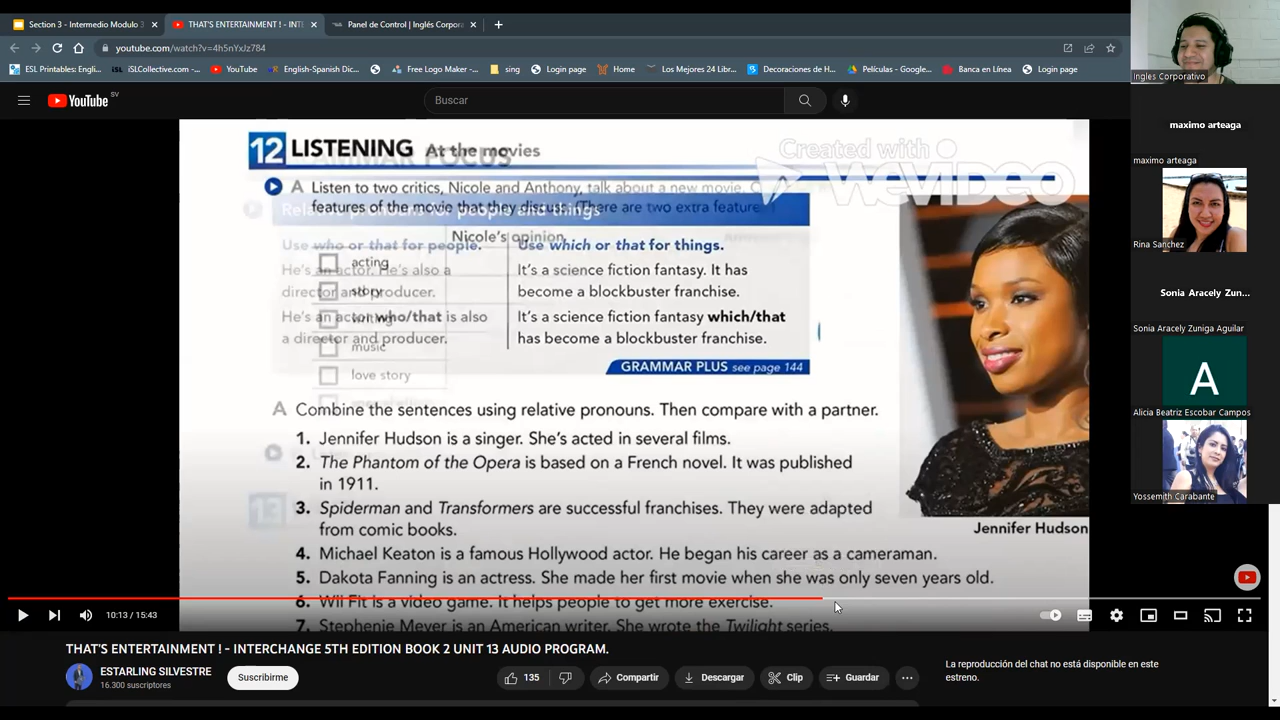 Section 3 - Intermedio Modulo 3
THAT'S ENTERTAINMENT ! - INTE
Panel de Control | Inglés Corpora
youtube.com/watch?v=4h5nYxJz784
ESL Printables: Engli...
iSLCollective.com -...
YouTube
English-Spanish Dic...
Free Logo Maker -...
sing
Login page
Home
Los Mejores 24 Libr...
Decoraciones de H...
Películas - Google...
Banca en Línea
Login page
YouTube SV
Buscar
12 LISTENING At the movies
Created with
WeVideo
A Listen to two critics, Nicole and Anthony, talk about a new movie. C
features of the movie that they discuss. (There are two extra feature
Relative pronouns for people and things
Nicole's opinion
Use who or that for people.
Use which or that for things.
acting
He's an actor. He's also a
director and producer.
It's a science fiction fantasy. It has
become a blockbuster franchise.
story
writing
He's an actor who/that is also
a director and producer.
It's a science fiction fantasy which/that
has become a blockbuster franchise.
music
love story
GRAMMAR PLUS see page 144
A Combine the sentences using relative pronouns. Then compare with a partner.
1. Jennifer Hudson is a singer. She's acted in several films.
2. The Phantom of the Opera is based on a French novel. It was published
in 1911.
3. Spiderman and Transformers are successful franchises. They were adapted
from comic books.
13
Jennifer Hudson
4. Michael Keaton is a famous Hollywood actor. He began his career as a cameraman.
5. Dakota Fanning is an actress. She made her first movie when she was only seven years old.
6. Wii Fit is a video game. It helps people to get more exercise.
7. Stephenie Meyer is an American writer. She wrote the Twilight series.
10:13 / 15:43
THAT'S ENTERTAINMENT ! - INTERCHANGE 5TH EDITION BOOK 2 UNIT 13 AUDIO PROGRAM.
ESTARLING SILVESTRE
16.300 suscriptores
Suscribirme
135
Compartir
Descargar
Clip
Guardar
La reproducción del chat no está disponible en este
estreno.
Ingles Corporativo
maximo arteaga
maximo arteaga
Rina Sanchez
Sonia Aracely Zun...
Sonia Aracely Zuniga Aguilar
A
Alicia Beatriz Escobar Campos
Yossemith Carabante